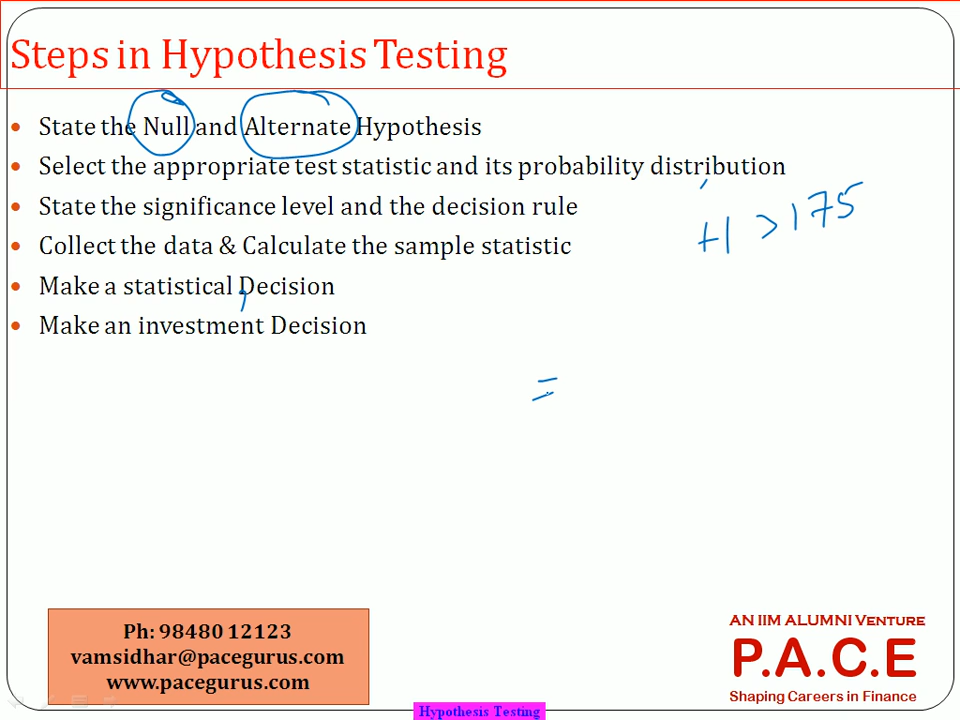 Steps in Hypothesis Testing
• State the Null and Alternate Hypothesis
• Select the appropriate test statistic and its probability distribution
• State the significance level and the decision rule
H > 175
• Collect the data & Calculate the sample statistic
• Make a statistical Decision
• Make an investment Decision
=
Ph: 98480 12123
vamsidhar@pacegurus.com
www.pacegurus.com
AN IIM ALUMNI VENTURE
P.A.C.E
Shaping Careers in Finance
Hypothesis Testing